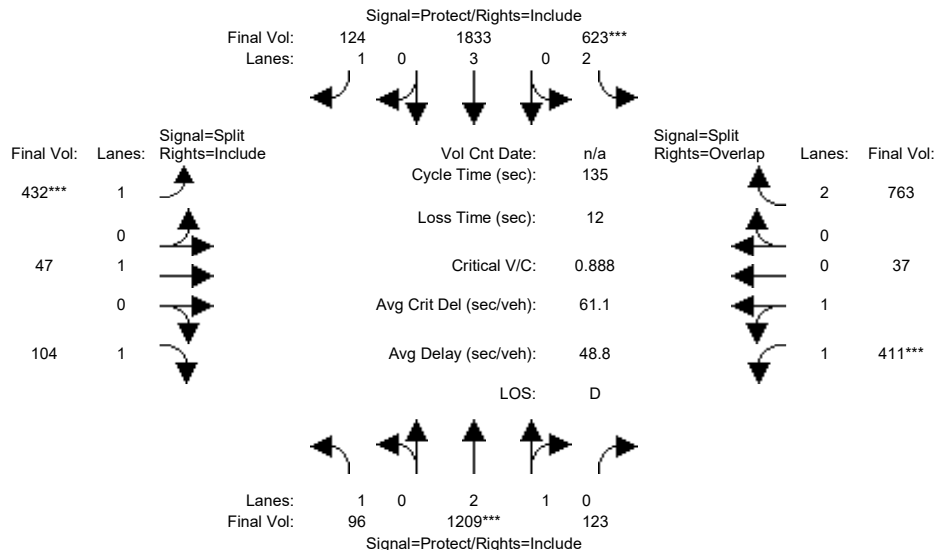 Signal=Protect/Rights=Include
Final Vol: 124 1833 623***
Lanes: 1 0 3 0 2
Signal=Split Signal=Split
Final Vol: Lanes: Rights=Include Vol Cnt Date: n/a Rights=Overlap Lanes: Final Vol:
Cycle Time (sec): 135
432*** 1 2 763
Loss Time (sec): 12
0 0
47 1 Critical V/C: 0.888 0 37
0 Avg Crit Del (sec/veh): 61.1 1
104 1 Avg Delay (sec/veh): 48.8 1 411***
LOS: D
Lanes: 1 0 2 1 0
Final Vol: 96 1209*** 123
Signal=Protect/Rights=Include